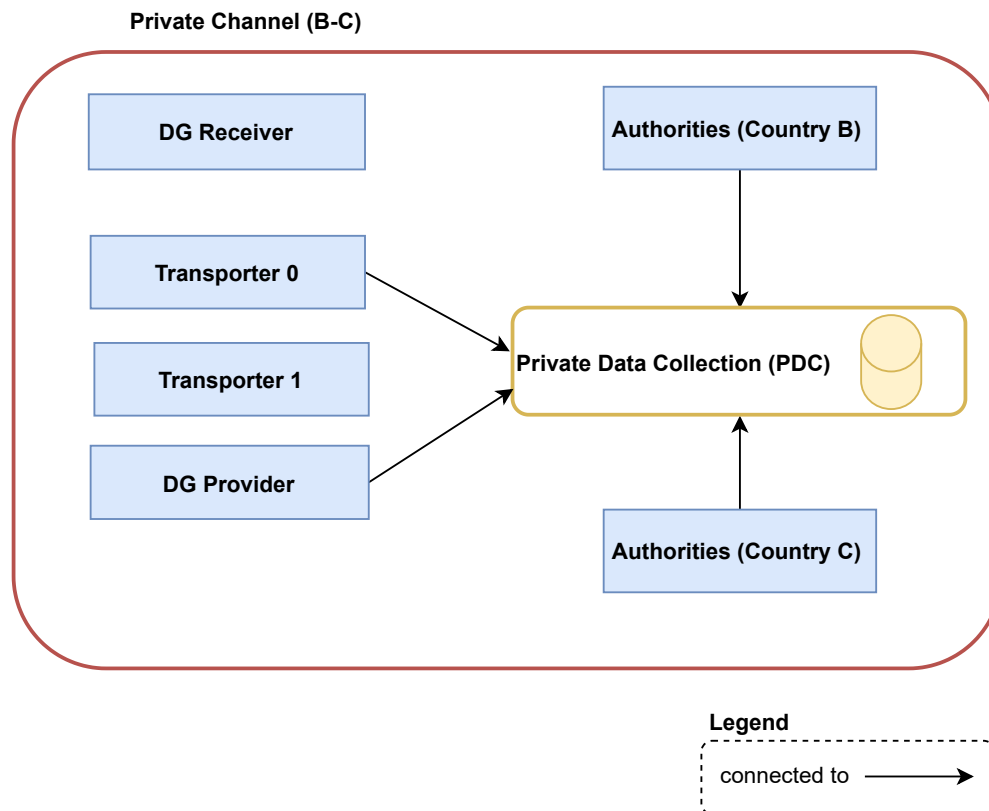 Private Channel (B-C)
DG Receiver
Authorities (Country B)
Transporter 0
Private Data Collection (PDC)
Transporter 1
DG Provider
Authorities (Country C)
Legend
connected to